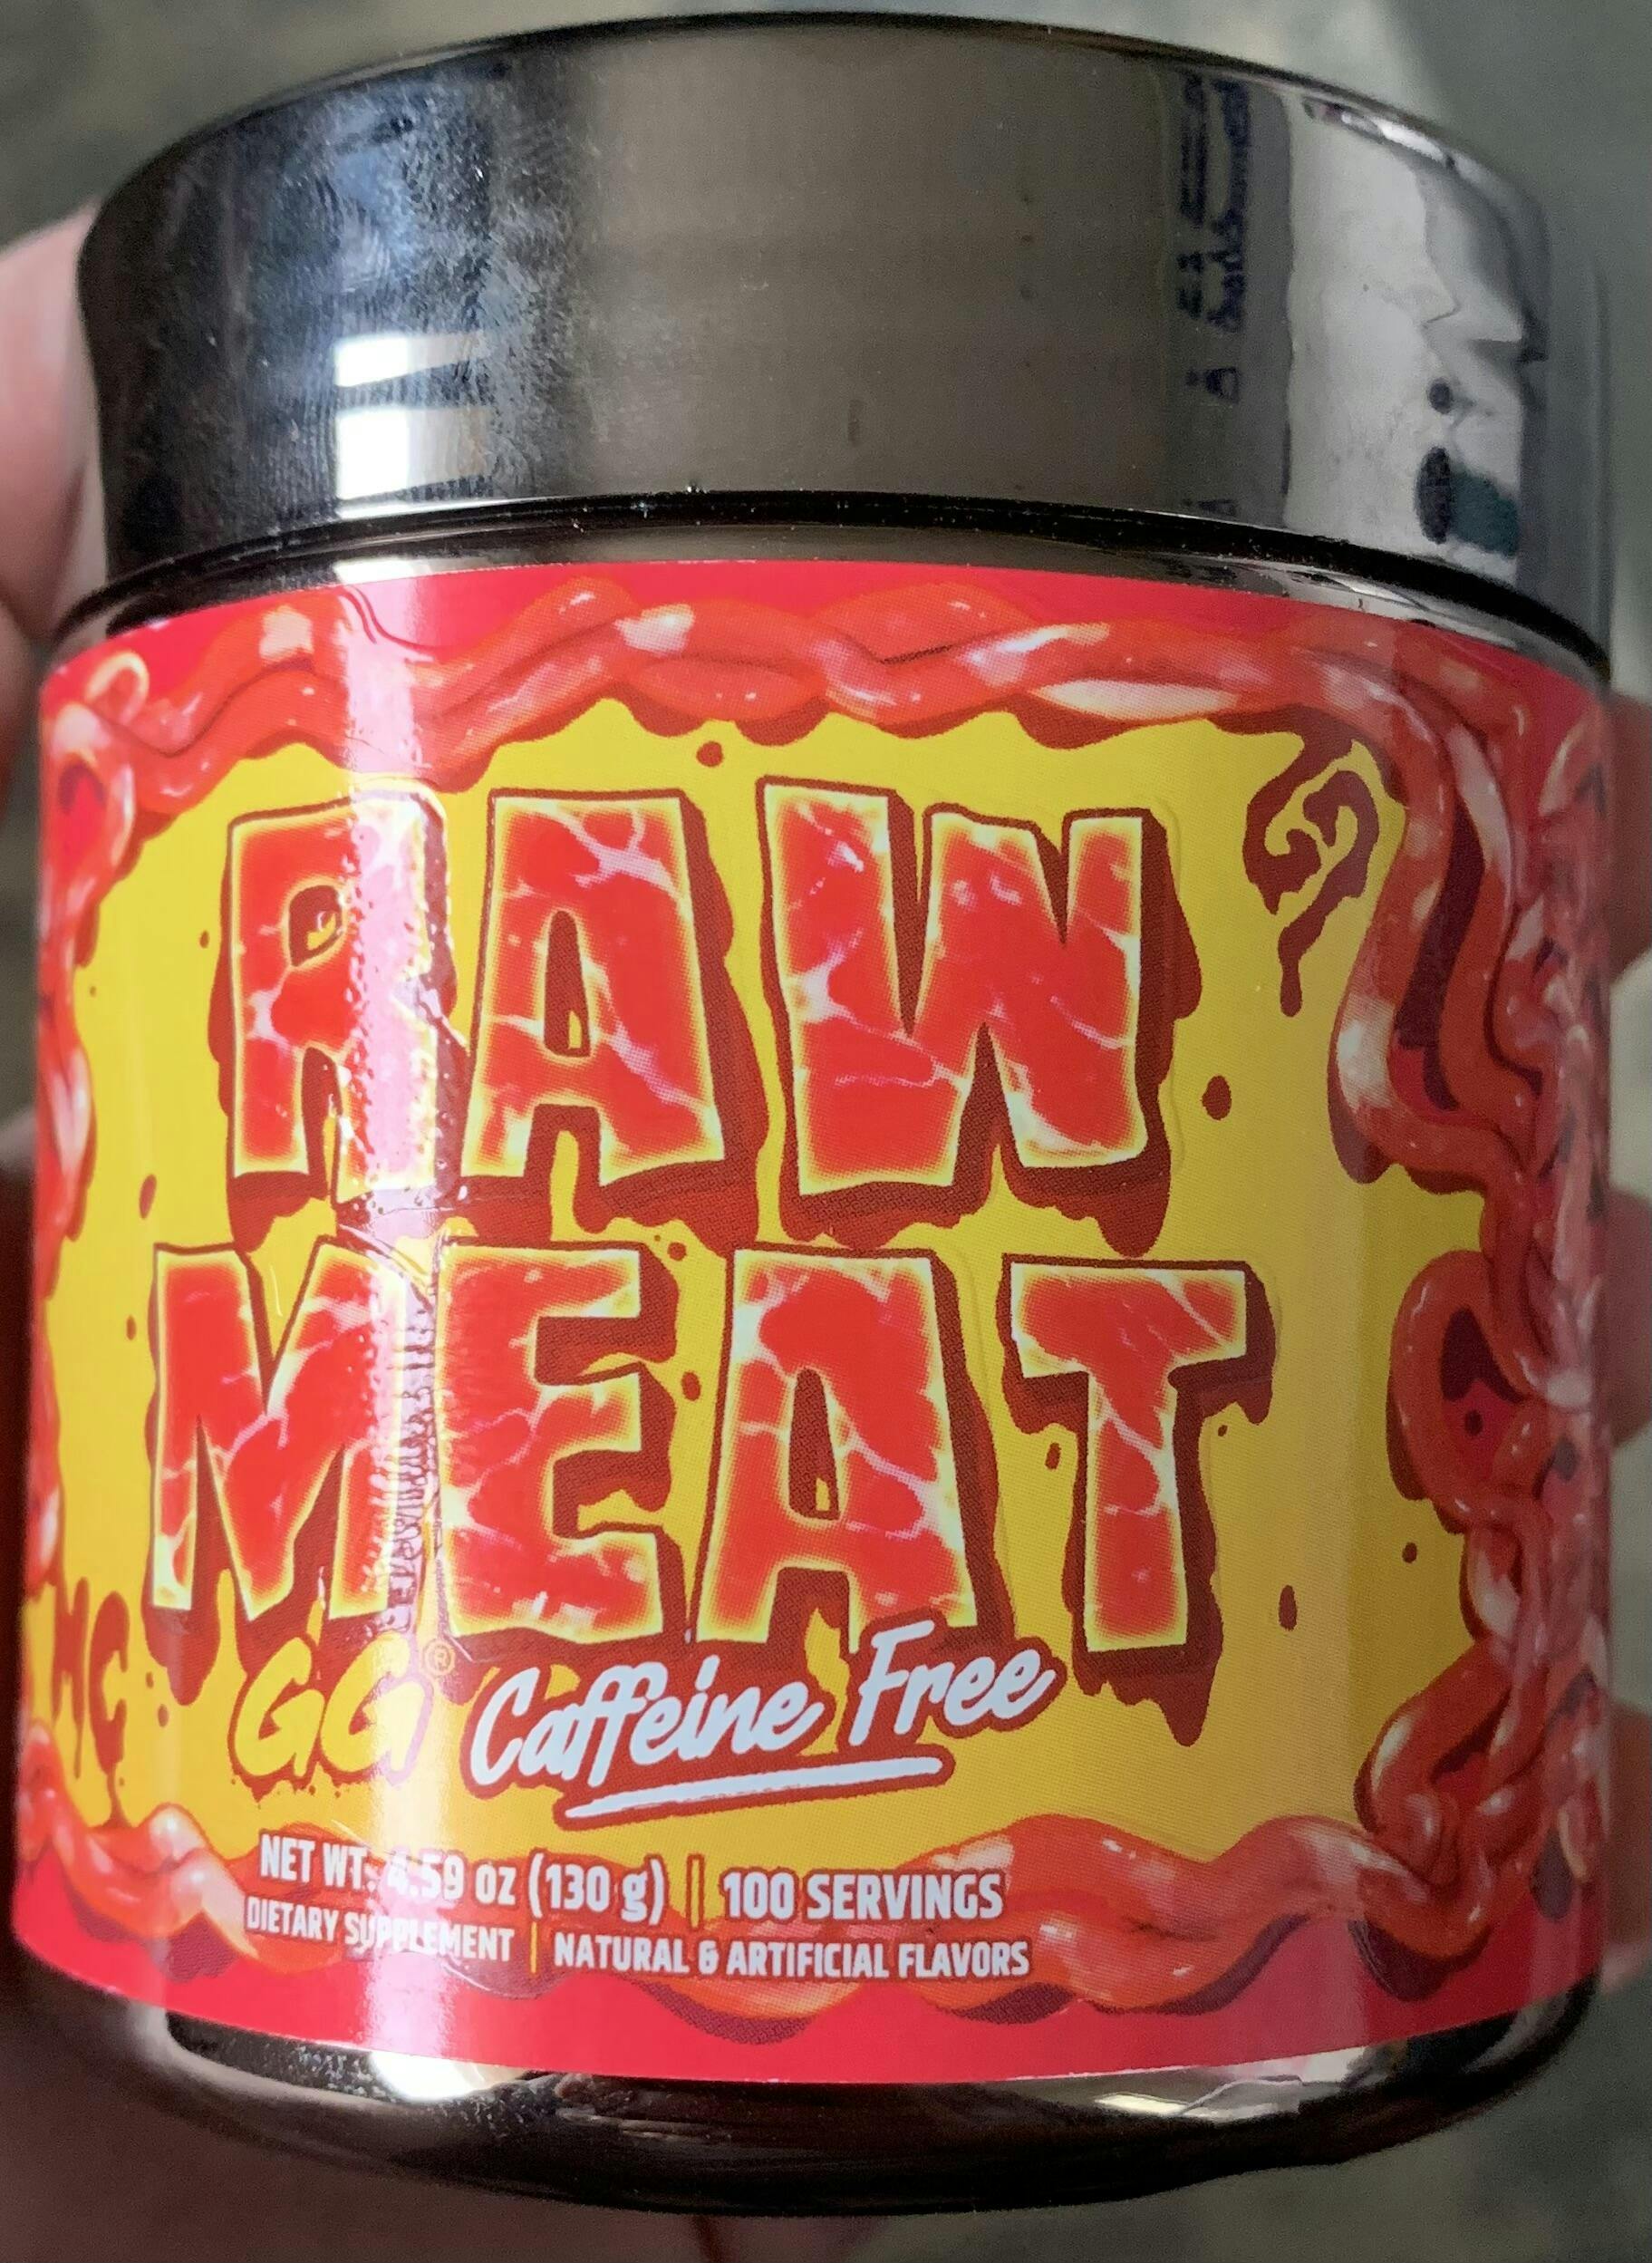 RAW
MEAT
GG® Caffeine Free
NET WT. 4.59 oz (130 g) | 100 SERVINGS
DIETARY SUPPLEMENT | NATURAL & ARTIFICIAL FLAVORS